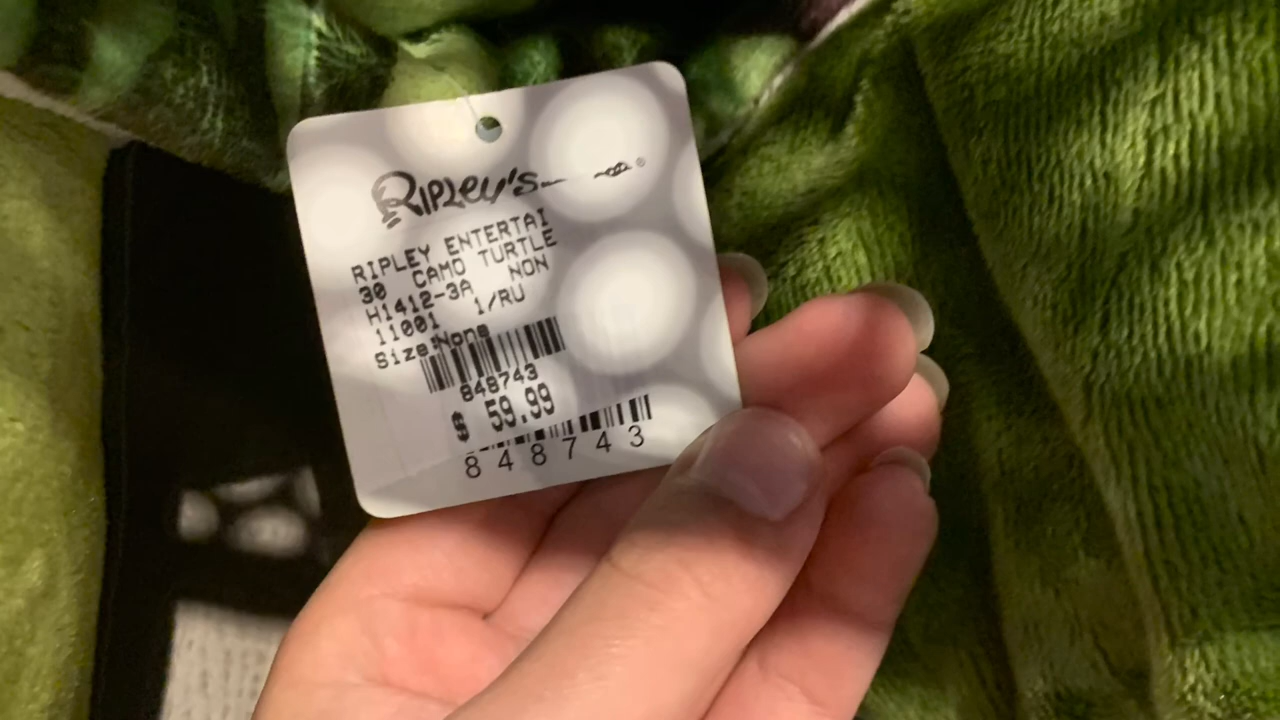 Ripley's
RIPLEY ENTERTAI
30 CAMO TURTLE
H1412-3A NON
11001 1/RU
Size:None
848743
$ 59.99
848743